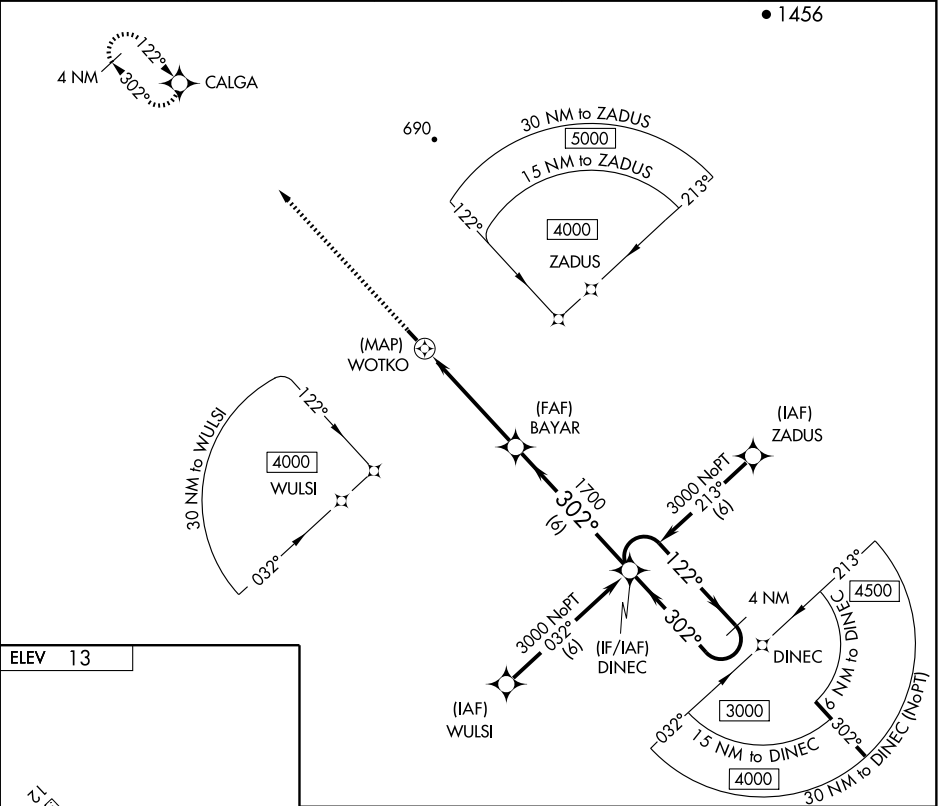 1456
122°
4 NM
302°
CALGA
690
30 NM to ZADUS
5000
15 NM to ZADUS
213°
122°
4000
ZADUS
(MAP)
WOTKO
(FAF)
BAYAR
(IAF)
ZADUS
30 NM to WULSI
122°
4000
WULSI
032°
1700
302°
(6)
3000 NoPT
213°
(6)
122°
4 NM
302°
3000 NoPT
032°
(6)
(IF/IAF)
DINEC
(IAF)
WULSI
213°
4500
6 NM to DINEC
DINEC
3000
032°
15 NM to DINEC
302°
4000
30 NM to DINEC (NoPT)
ELEV 13
12